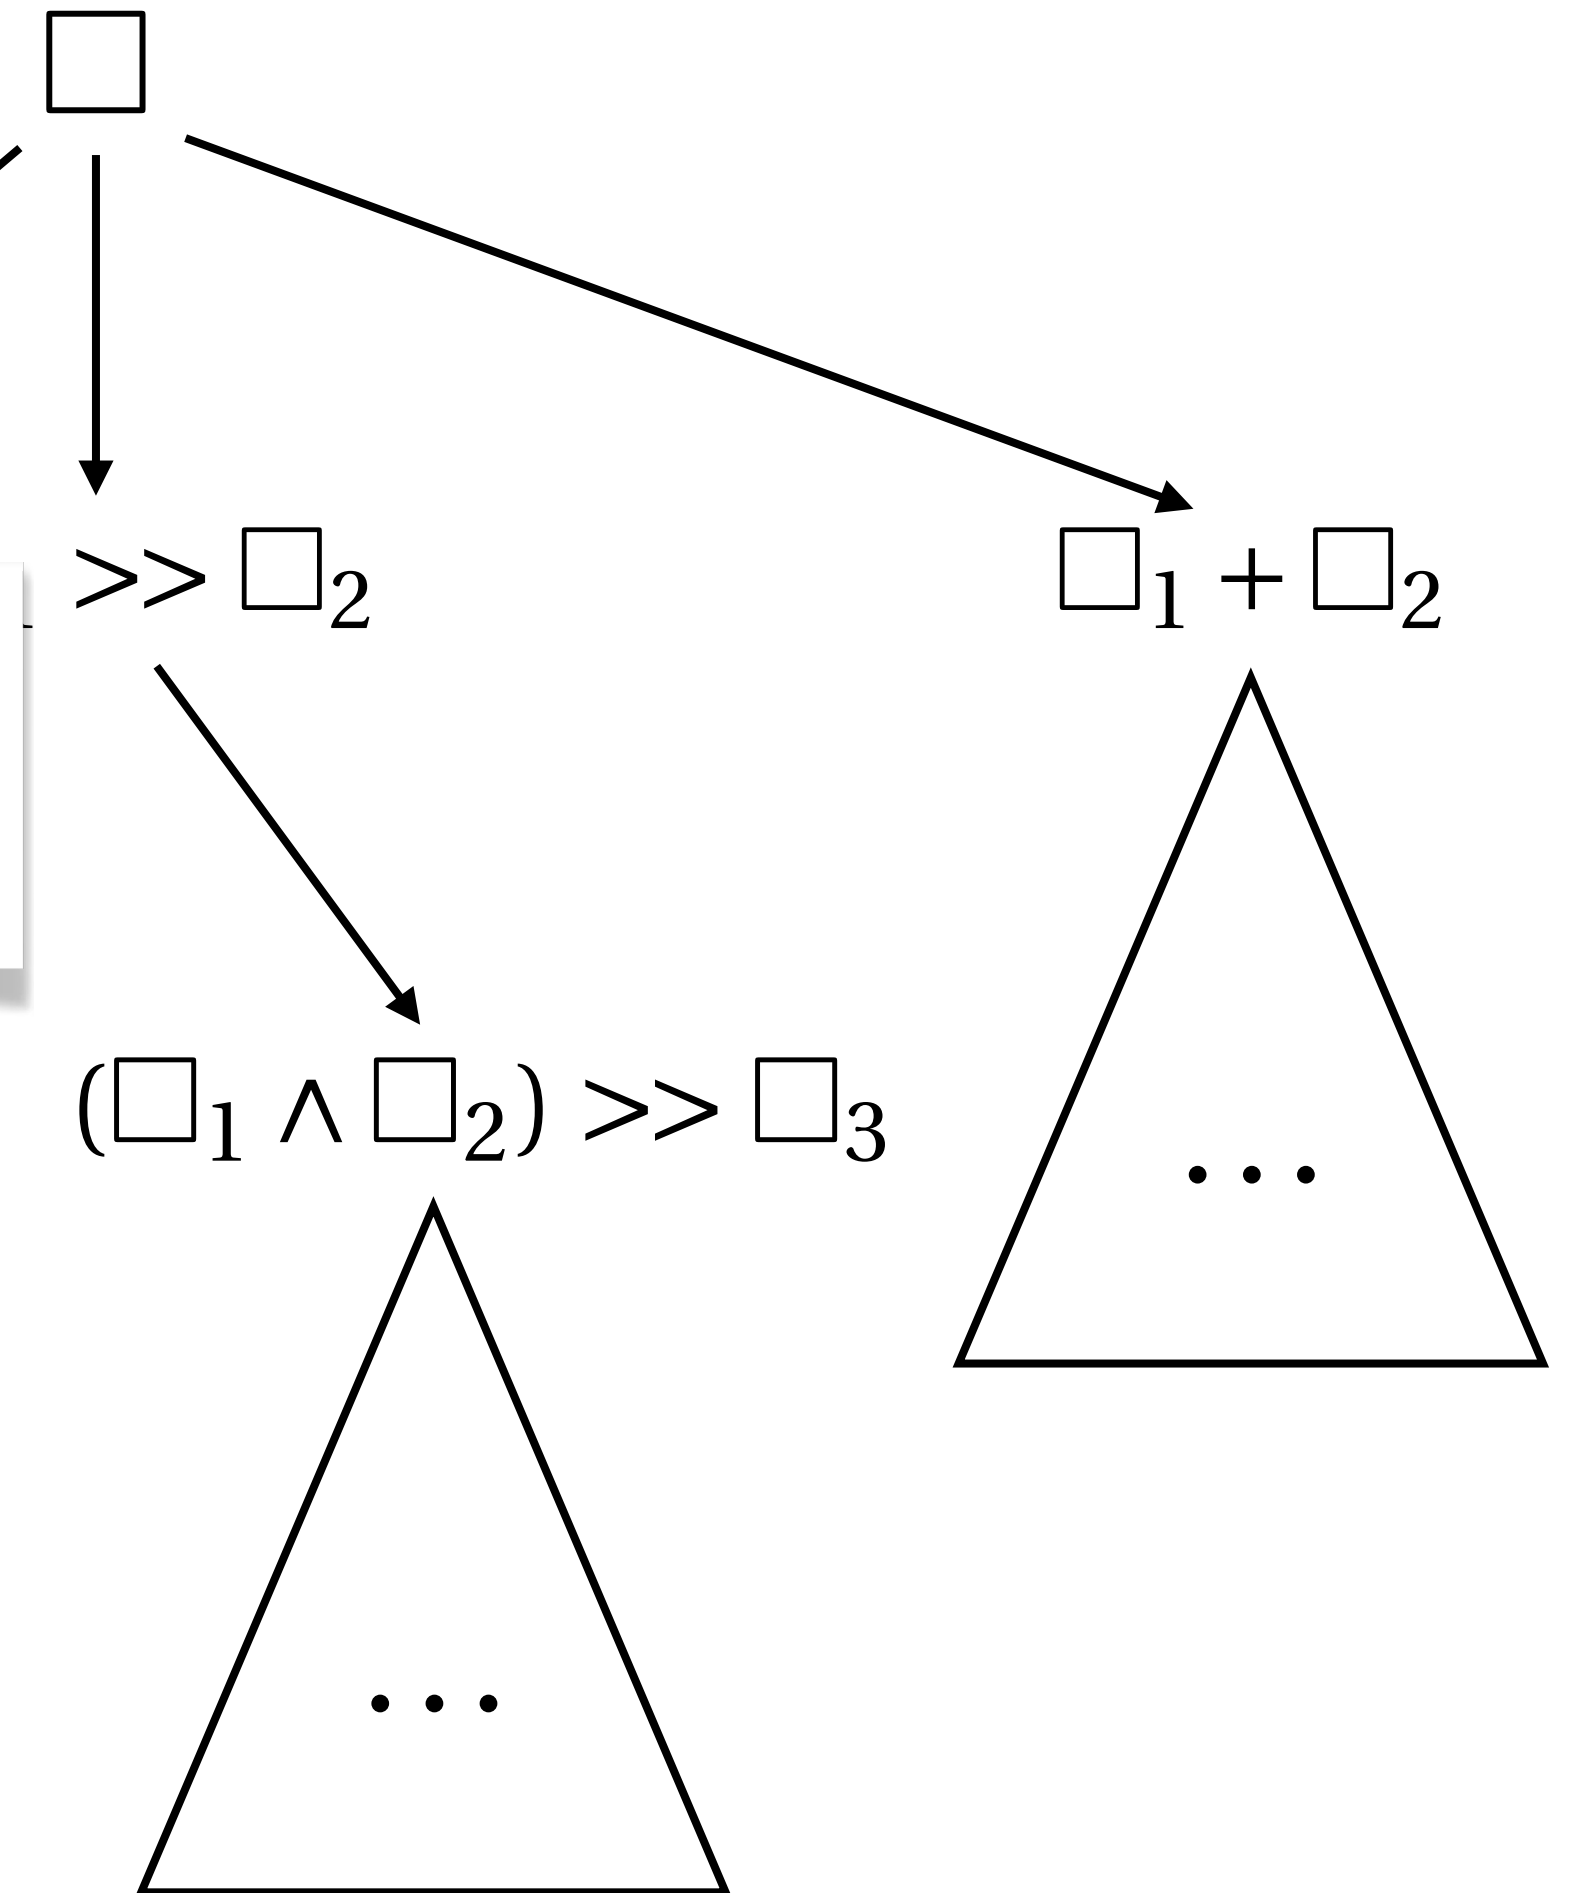 □
>> □₂
□₁ + □₂
(□₁ ∧ □₂) >> □₃
...
...